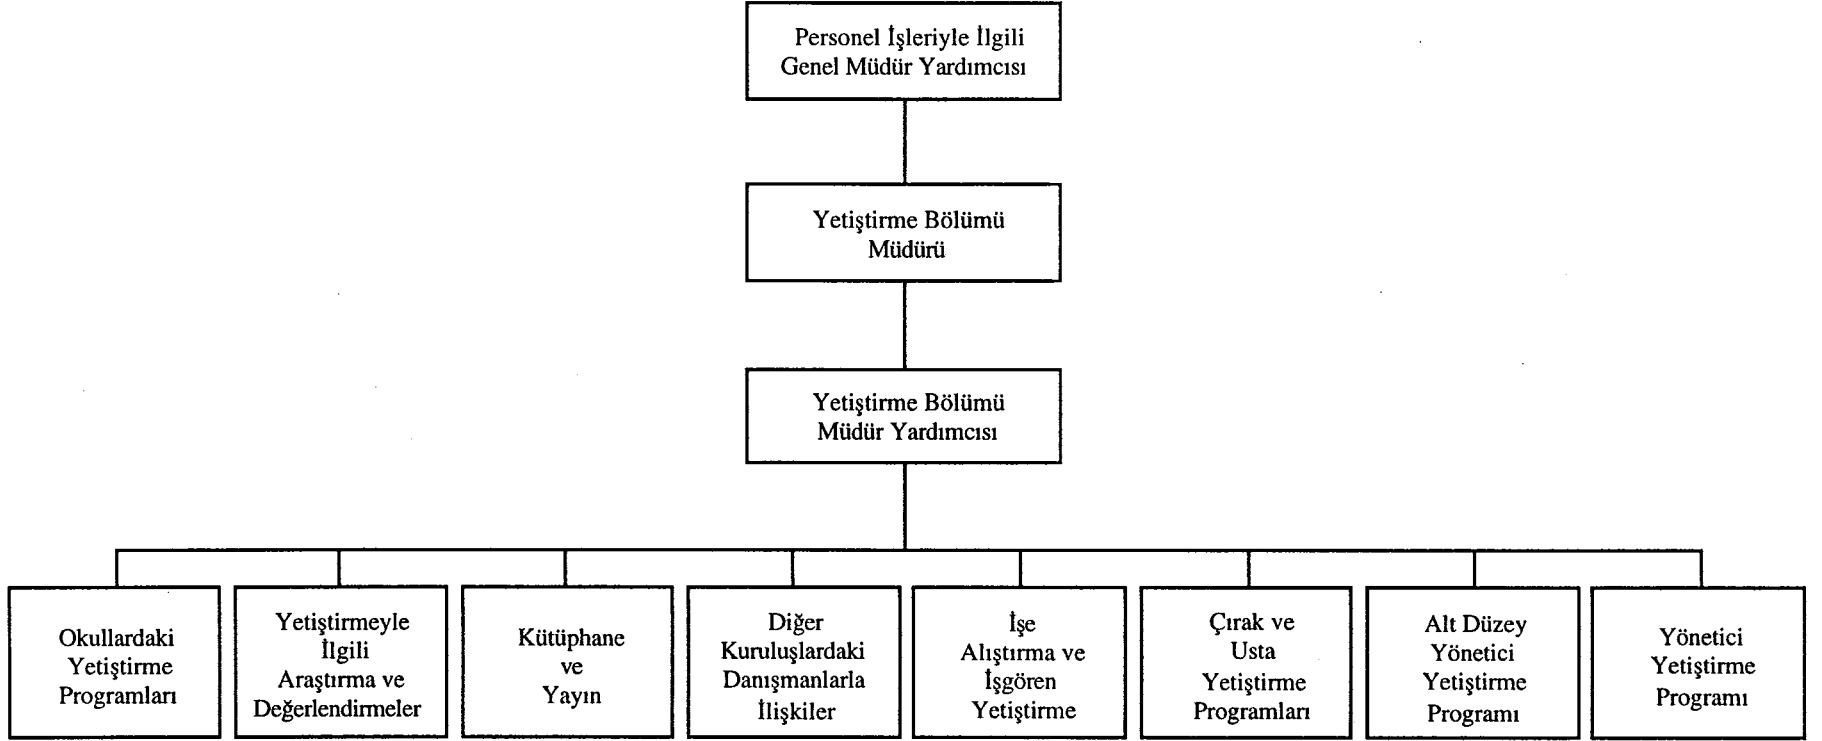 Personel İşleriyle İlgili
Genel Müdür Yardımcısı
Yetiştirme Bölümü
Müdürü
Yetiştirme Bölümü
Müdür Yardımcısı
Okullardaki
Yetiştirme
Programları
Yetiştirmeyle
İlgili
Araştırma ve
Değerlendirmeler
Kütüphane
ve
Yayın
Diğer
Kuruluşlardaki
Danışmanlarla
İlişkiler
İşe
Alıştırma ve
İşgören
Yetiştirme
Çırak ve
Usta
Yetiştirme
Programları
Alt Düzey
Yönetici
Yetiştirme
Programı
Yönetici
Yetiştirme
Programı